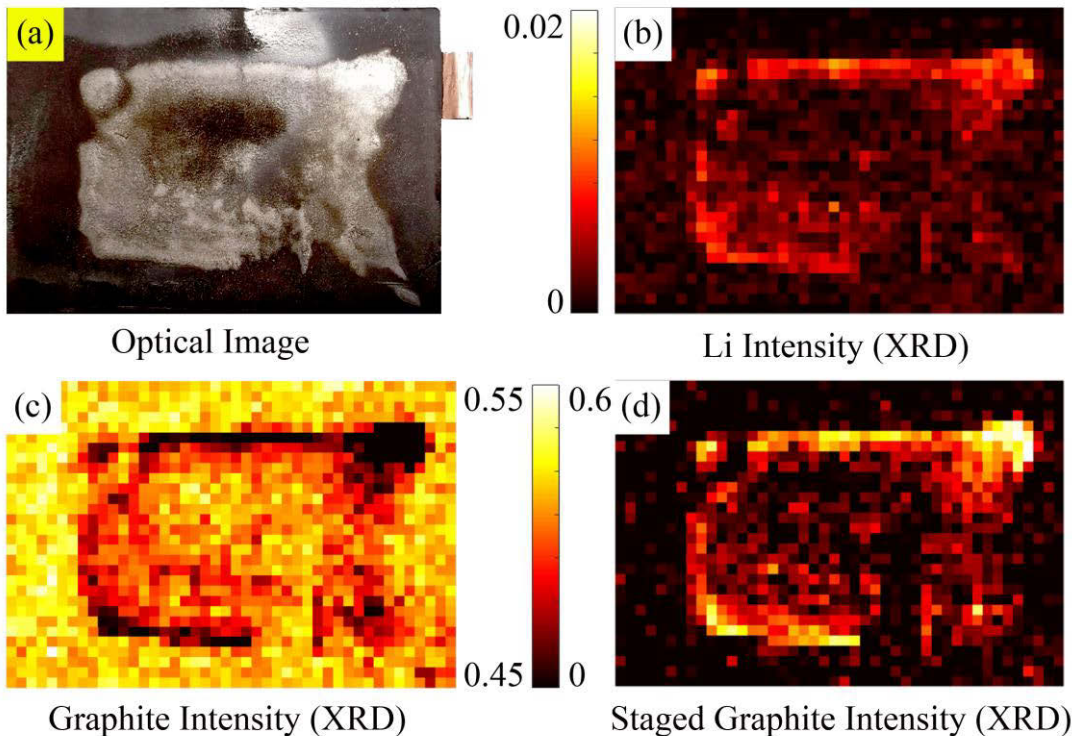 (a)
0.02
(b)
0
Optical Image
Li Intensity (XRD)
(c)
0.55
0.6
(d)
0.45
0
Graphite Intensity (XRD)
Staged Graphite Intensity (XRD)